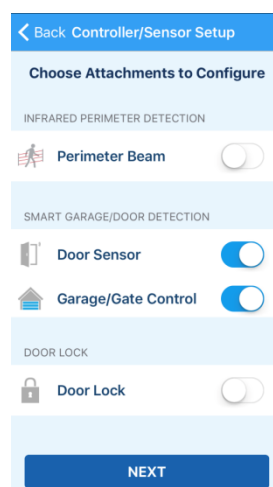 Back Controller/Sensor Setup
Choose Attachments to Configure
INFRARED PERIMETER DETECTION
Perimeter Beam
SMART GARAGE/DOOR DETECTION
Door Sensor
Garage/Gate Control
DOOR LOCK
Door Lock
NEXT